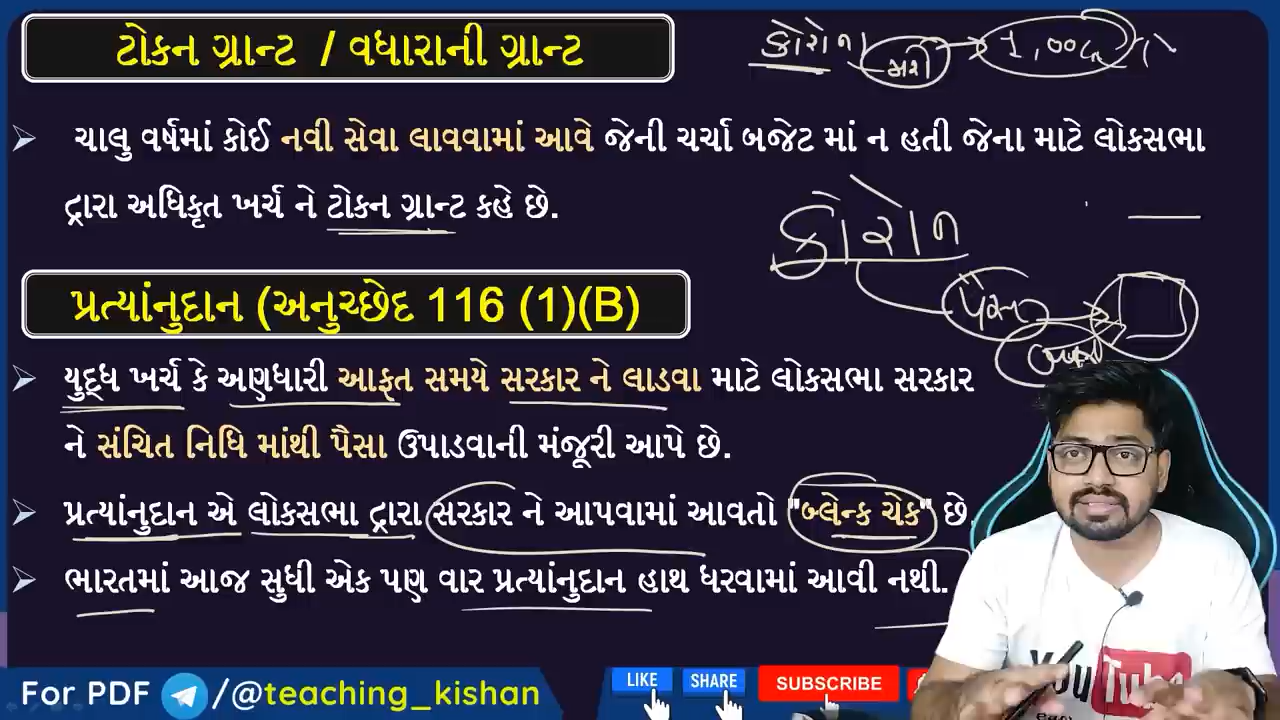 ટોકન ગ્રાન્ટ / વધારાની ગ્રાન્ટ
કોરોના
➢ ચાલુ વર્ષમાં કોઈ નવી સેવા લાવવામાં આવે જેની ચર્ચા બજેટ માં ન હતી જેના માટે લોકસભા
દ્રારા અધિકૃત ખર્ચ ને ટોકન ગ્રાન્ટ કહે છે.
કોરોન
પ્રત્યાંનુદાન (અનુચ્છેદ 116 (1)(B)
➢ યુદ્ધ ખર્ચ કે અણધારી આફત સમયે સરકાર ને લાડવા માટે લોકસભા સરકાર
ને સંચિત નિધિ માંથી પૈસા ઉપાડવાની મંજૂરી આપે છે.
➢ પ્રત્યાંનુદાન એ લોકસભા દ્રારા સરકાર ને આપવામાં આવતો "બ્લેન્ક ચેક" છે.
➢ ભારતમાં આજ સુધી એક પણ વાર પ્રત્યાંનુદાન હાથ ધરવામાં આવી નથી.
For PDF /@teaching_kishan
LIKE SHARE SUBSCRIBE
YouTube